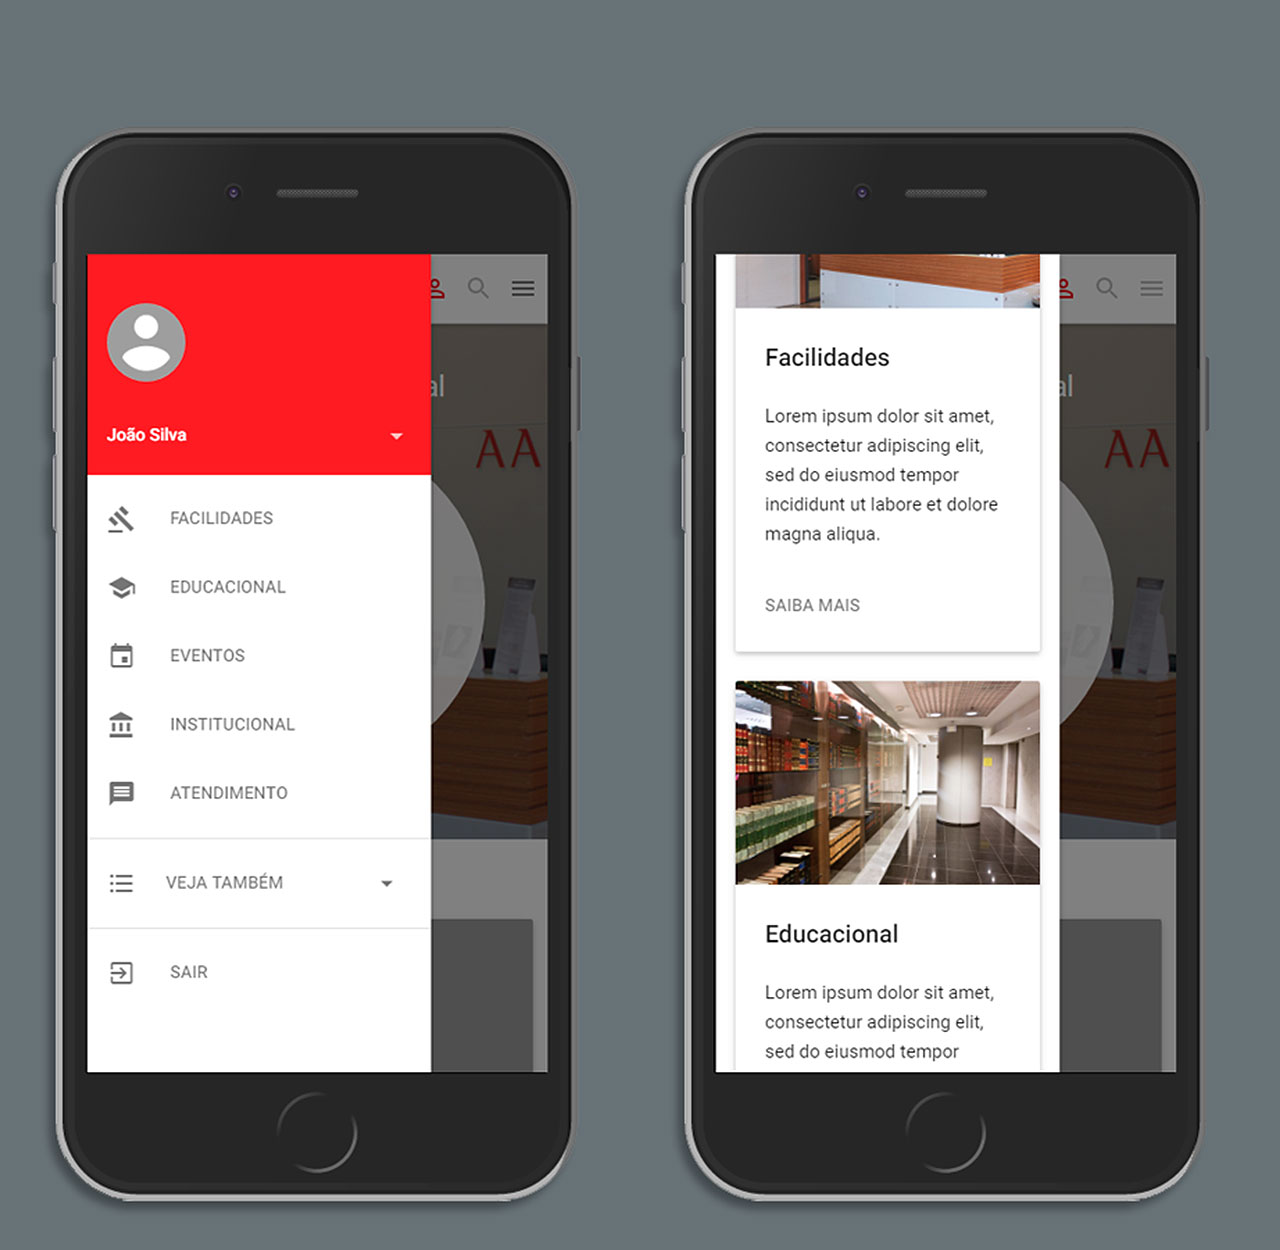 João Silva
FACILIDADES
EDUCACIONAL
EVENTOS
INSTITUCIONAL
ATENDIMENTO
VEJA TAMBÉM
SAIR
al
AA
Facilidades
Lorem ipsum dolor sit amet,
consectetur adipiscing elit,
sed do eiusmod tempor
incididunt ut labore et dolore
magna aliqua.
SAIBA MAIS
Educacional
Lorem ipsum dolor sit amet,
consectetur adipiscing elit,
sed do eiusmod tempor
al
AA